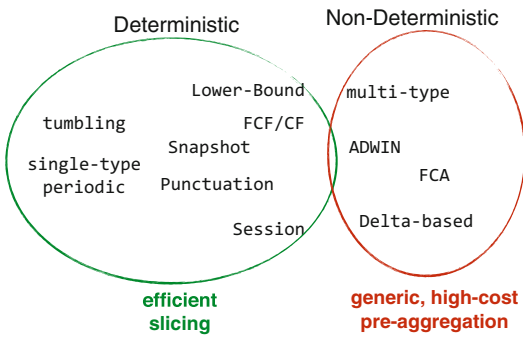 Deterministic
Non-Deterministic
Lower-Bound
multi-type
tumbling
FCF/CF
Snapshot
ADWIN
single-type
periodic
Punctuation
FCA
Session
Delta-based
efficient
slicing
generic, high-cost
pre-aggregation